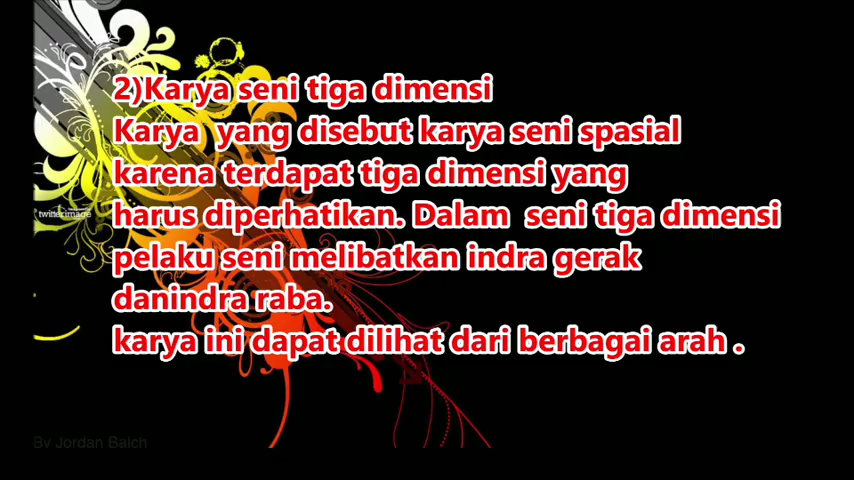 2)Karya seni tiga dimensi
Karya yang disebut karya seni spasial
karena terdapat tiga dimensi yang
harus diperhatikan. Dalam seni tiga dimensi
twitterimage
pelaku seni melibatkan indra gerak
danindra raba.
karya ini dapat dilihat dari berbagai arah .
By Jordan Balch